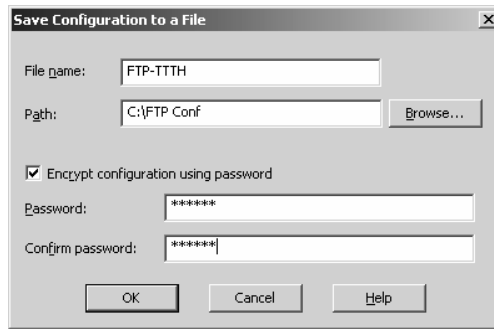 Save Configuration to a File
File name: FTP-TTTH
Path: C:\FTP Conf Browse...
Encrypt configuration using password
Password: ******
Confirm password: ******
OK Cancel Help